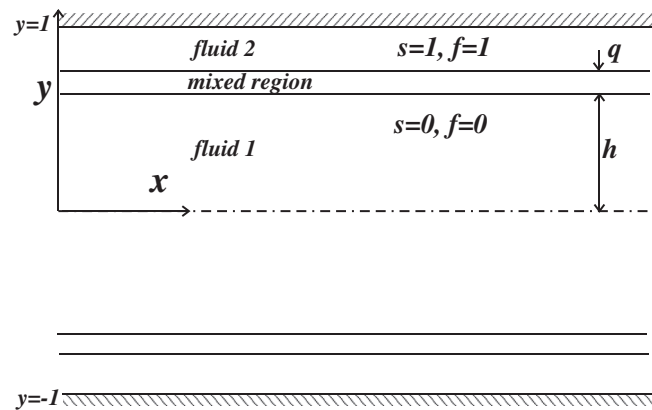 y=1
fluid 2
s=1, f=1
q
y
mixed region
s=0, f=0
fluid 1
h
x
y=-1